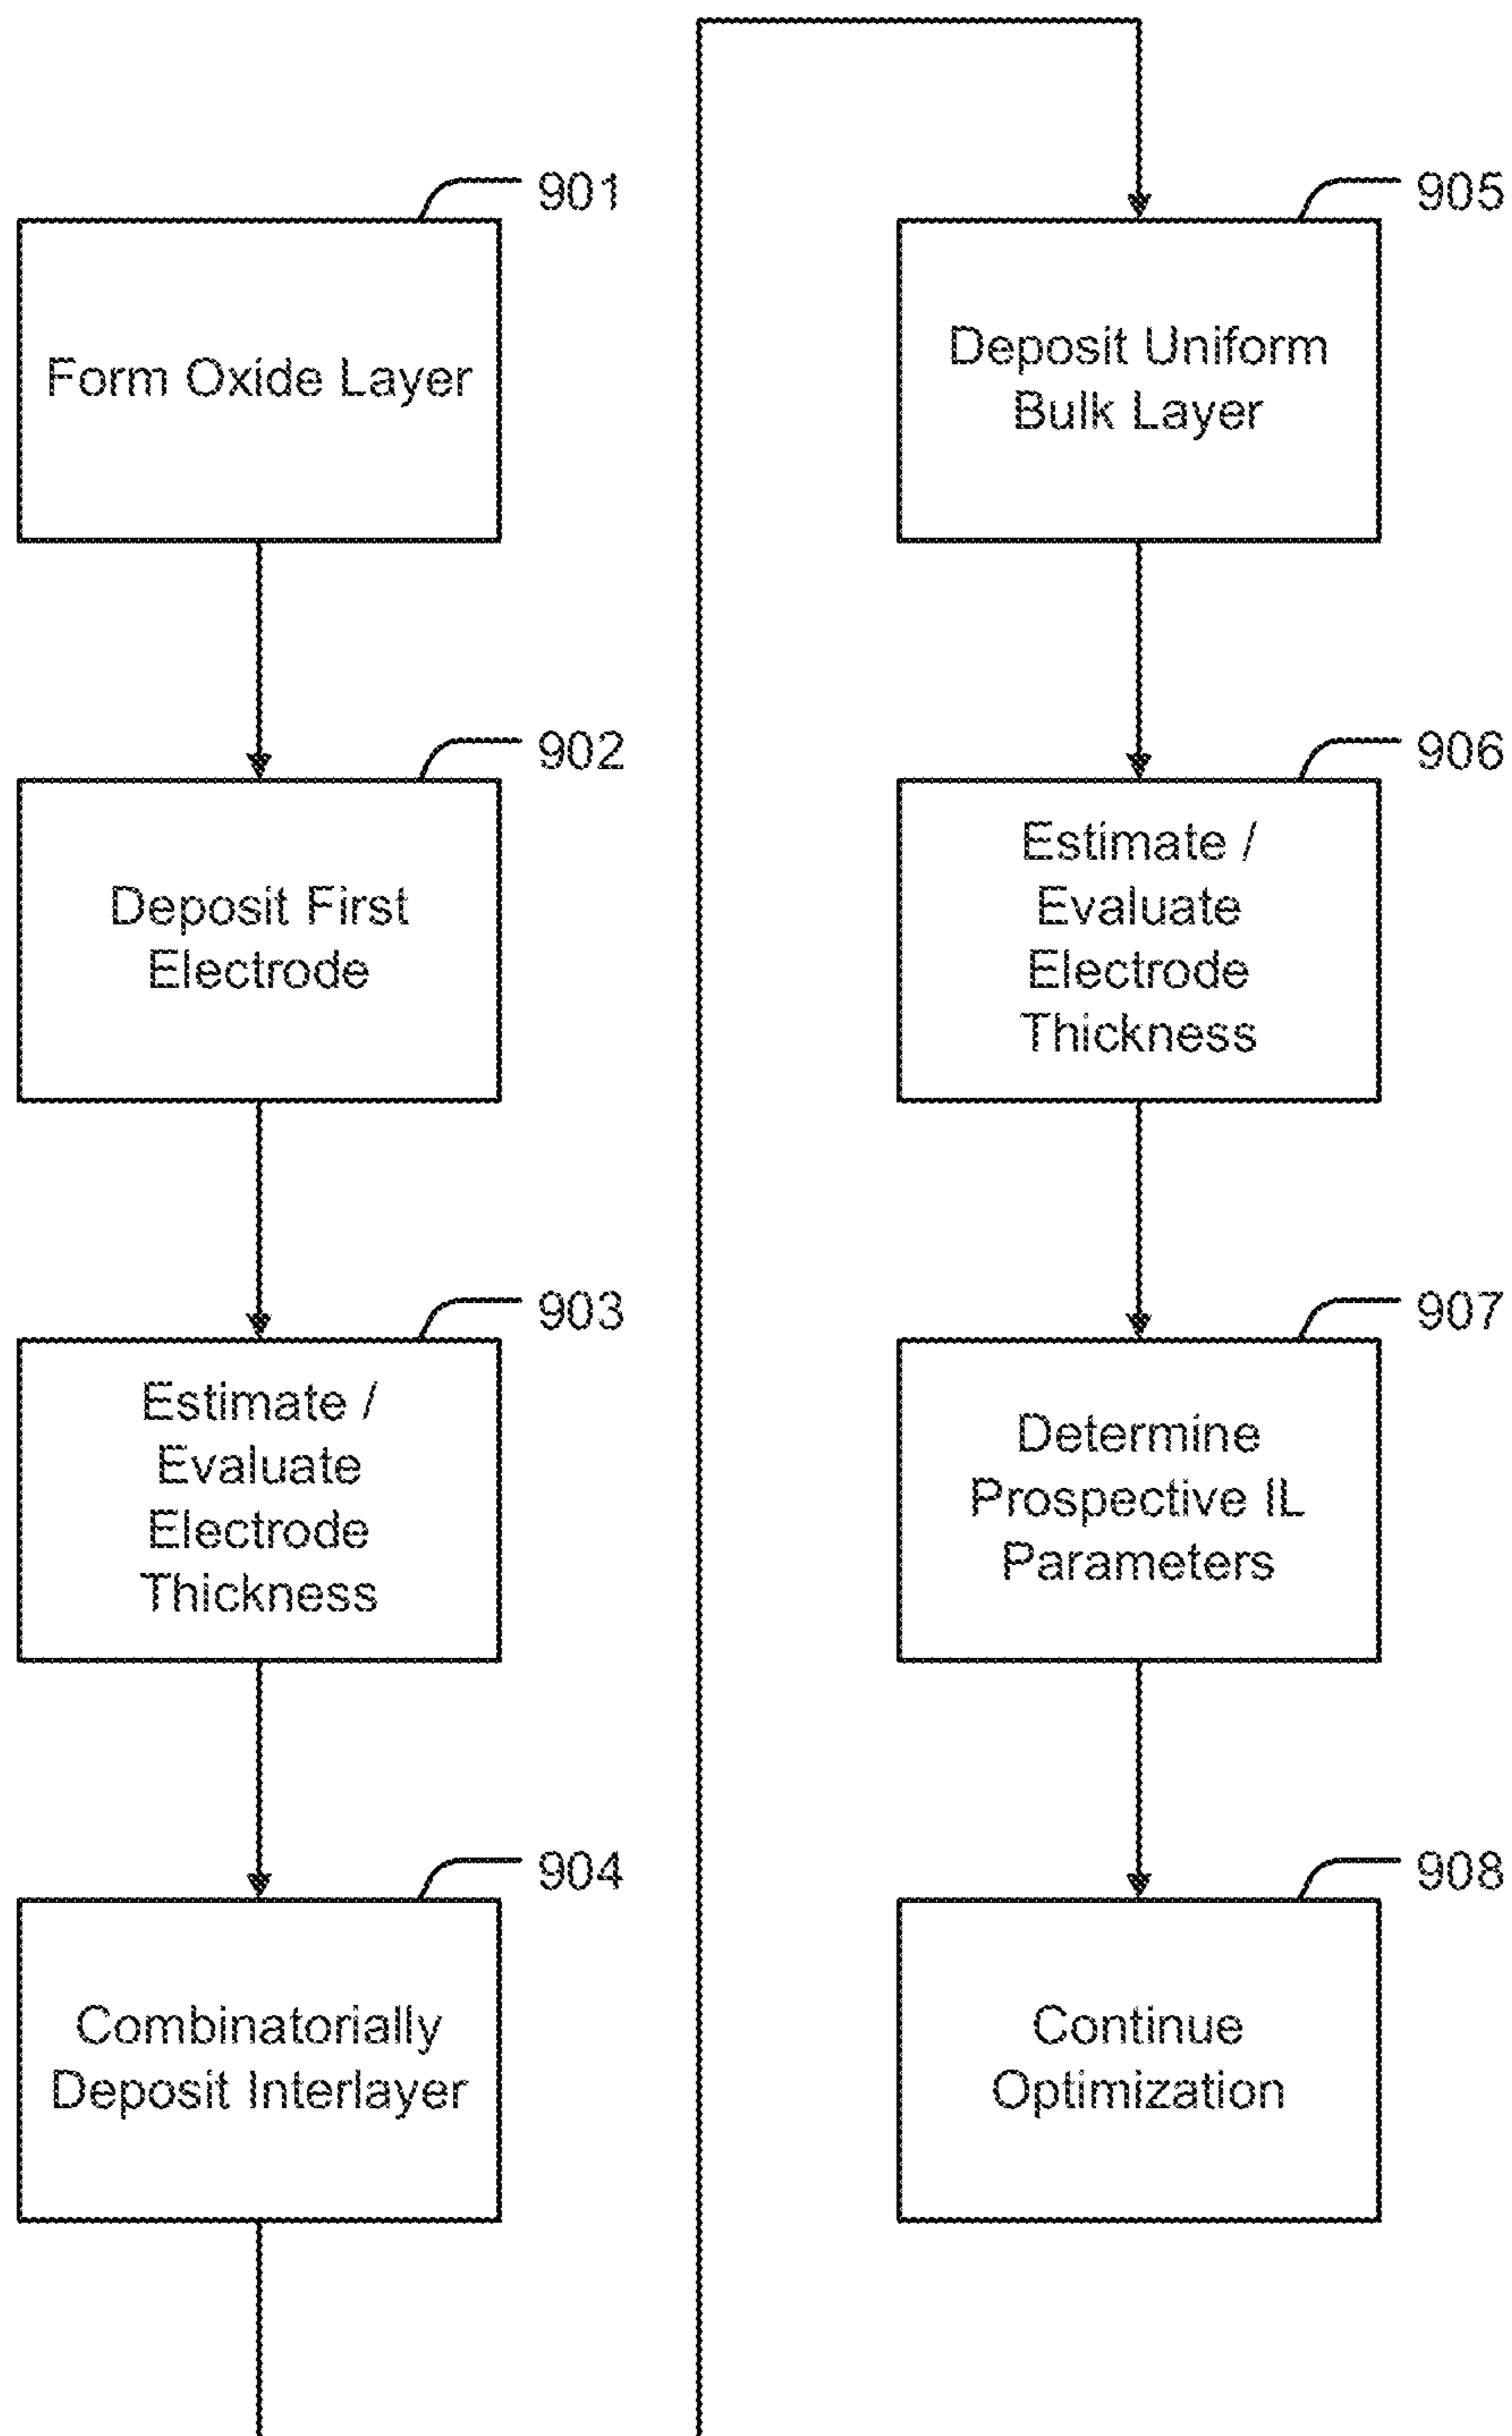 901
Form Oxide Layer
902
Deposit First
Electrode
903
Estimate /
Evaluate
Electrode
Thickness
904
Combinatorially
Deposit Interlayer
905
Deposit Uniform
Bulk Layer
906
Estimate /
Evaluate
Electrode
Thickness
907
Determine
Prospective IL
Parameters
908
Continue
Optimization